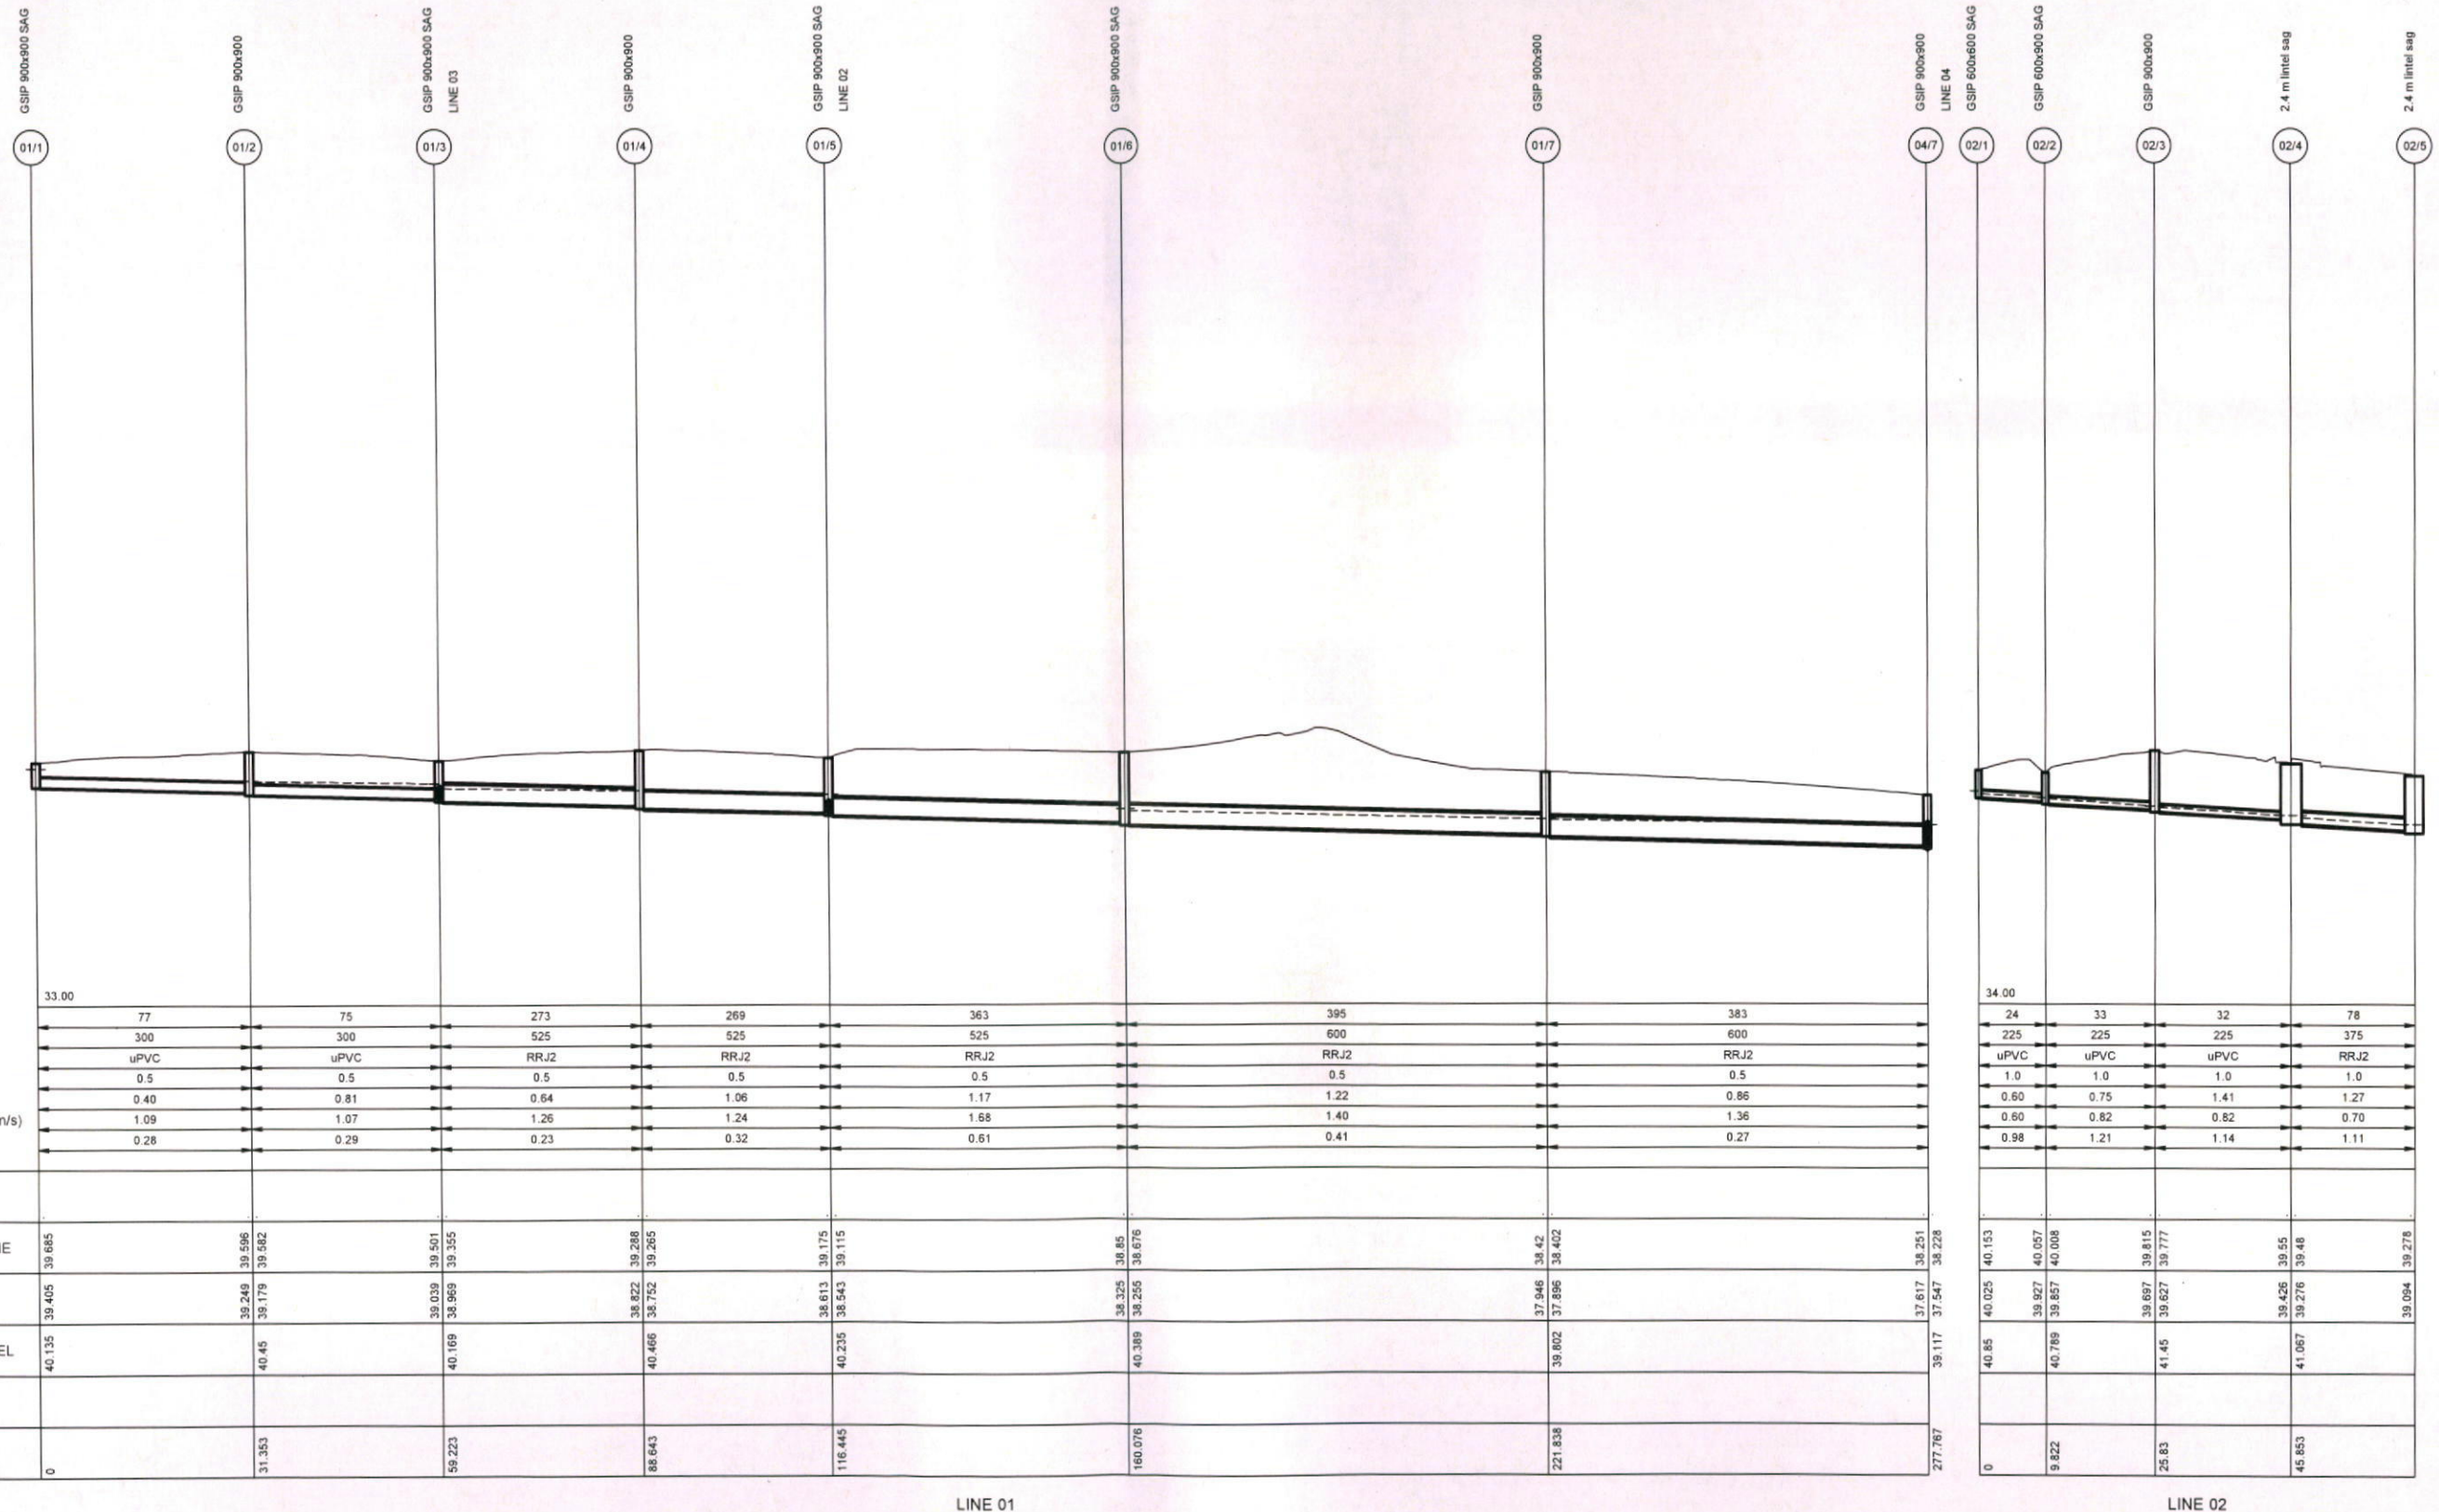 GSIP 900x900 SAG
GSIP 900x900
GSIP 900x900 SAG
LINE 03
GSIP 900x900
GSIP 900x900 SAG
LINE 02
GSIP 900x900 SAG
GSIP 900x900
GSIP 900x900
LINE 04
GSIP 600x600 SAG
GSIP 600x900 SAG
GSIP 900x900
2.4 m lintel sag
2.4 m lintel sag
01/1 01/2 01/3 01/4 01/5 01/6 01/7 04/7 02/1 02/2 02/3 02/4 02/5
33.00 34.00
77 75 273 269 363 395 383 24 33 32 78
300 300 525 525 525 600 600 225 225 225 375
uPVC uPVC RRJ2 RRJ2 RRJ2 RRJ2 RRJ2 uPVC uPVC uPVC RRJ2
0.5 0.5 0.5 0.5 0.5 0.5 0.5 1.0 1.0 1.0 1.0
0.40 0.81 0.64 1.06 1.17 1.22 0.86 0.60 0.75 1.41 1.27
n/s) 1.09 1.07 1.26 1.24 1.68 1.40 1.36 0.60 0.82 0.82 0.70
0.28 0.29 0.23 0.32 0.61 0.41 0.27 0.98 1.21 1.14 1.11
IE 39.685 39.596 39.582 39.501 39.355 39.288 39.265 39.175 39.115 38.85 38.676 38.42 38.402 38.251 38.228 40.153 40.057 40.008 39.815 39.777 39.55 39.48 39.278
39.405 39.249 39.179 39.039 38.969 38.822 38.752 38.613 38.543 38.325 38.255 37.946 37.896 37.617 37.547 40.025 39.927 39.857 39.697 39.627 39.426 39.276 39.094
EL 40.135 40.45 40.169 40.466 40.235 40.389 39.802 39.117 40.85 40.789 41.45 41.067
0 31.353 59.223 88.643 116.445 160.076 221.838 277.767 0 9.822 25.83 45.853
LINE 01 LINE 02